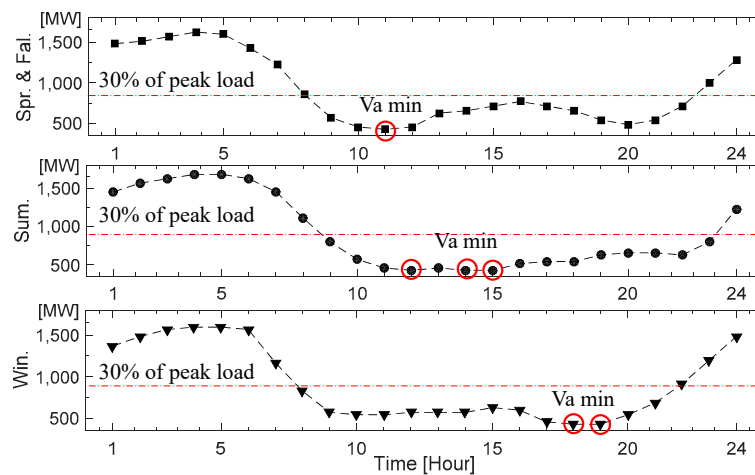 [MW]
1,500
1,000
500
Spr. & Fal.
30% of peak load
Va min
1 5 10 15 20 24
[MW]
1,500
1,000
500
Sum.
30% of peak load
Va min
1 5 10 15 20 24
[MW]
1,500
1,000
500
Win.
30% of peak load
Va min
1 5 10 15 20 24
Time [Hour]